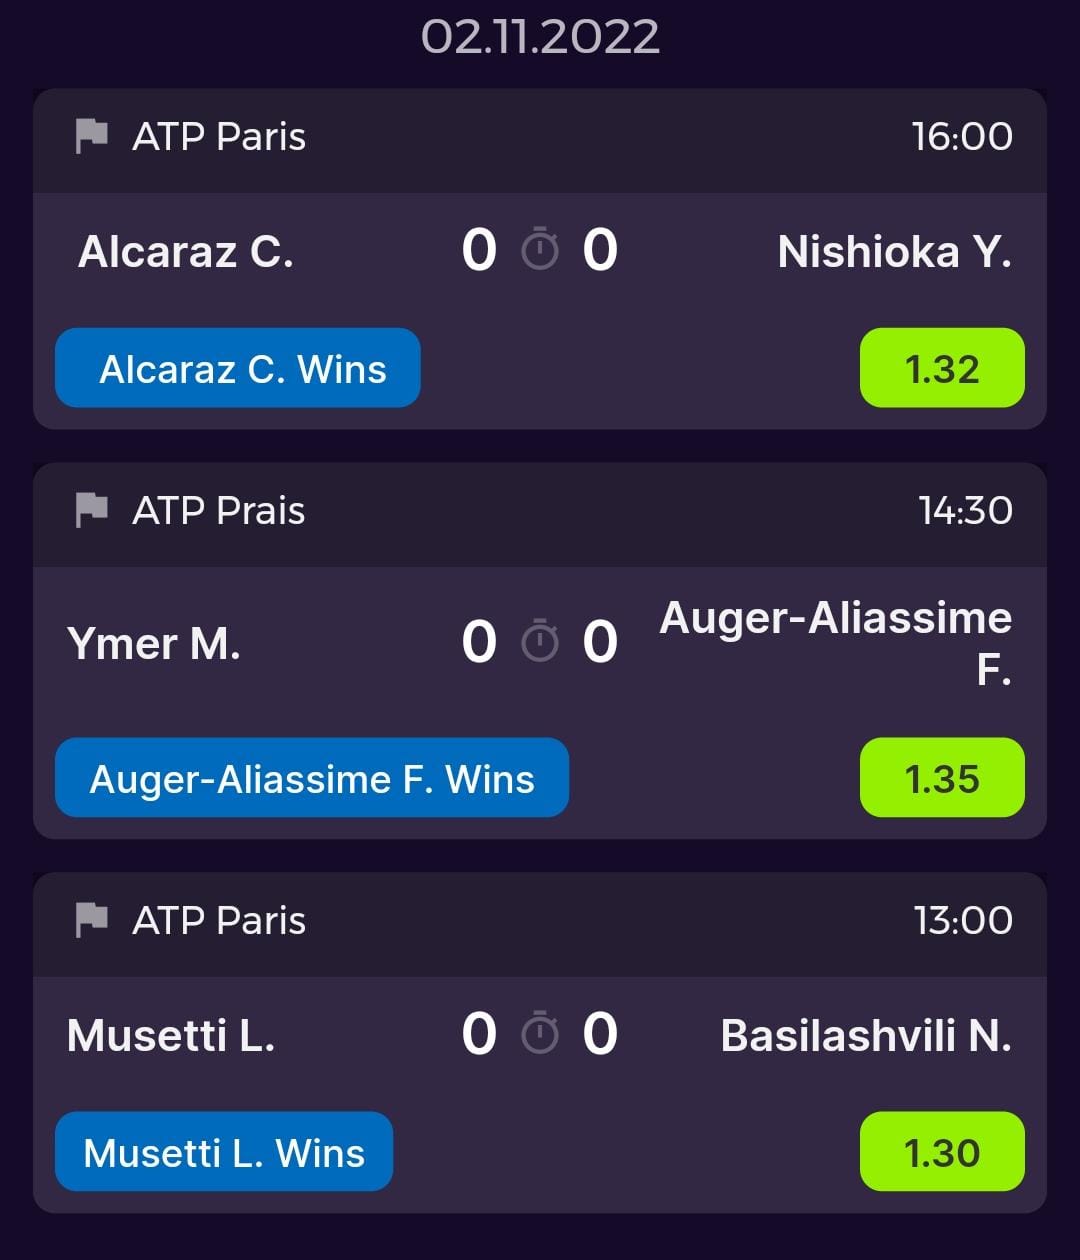 02.11.2022
ATP Paris 16:00
Alcaraz C. 0 0 Nishioka Y.
Alcaraz C. Wins 1.32
ATP Prais 14:30
Ymer M. 0 0 Auger-Aliassime
F.
Auger-Aliassime F. Wins 1.35
ATP Paris 13:00
Musetti L. 0 0 Basilashvili N.
Musetti L. Wins 1.30